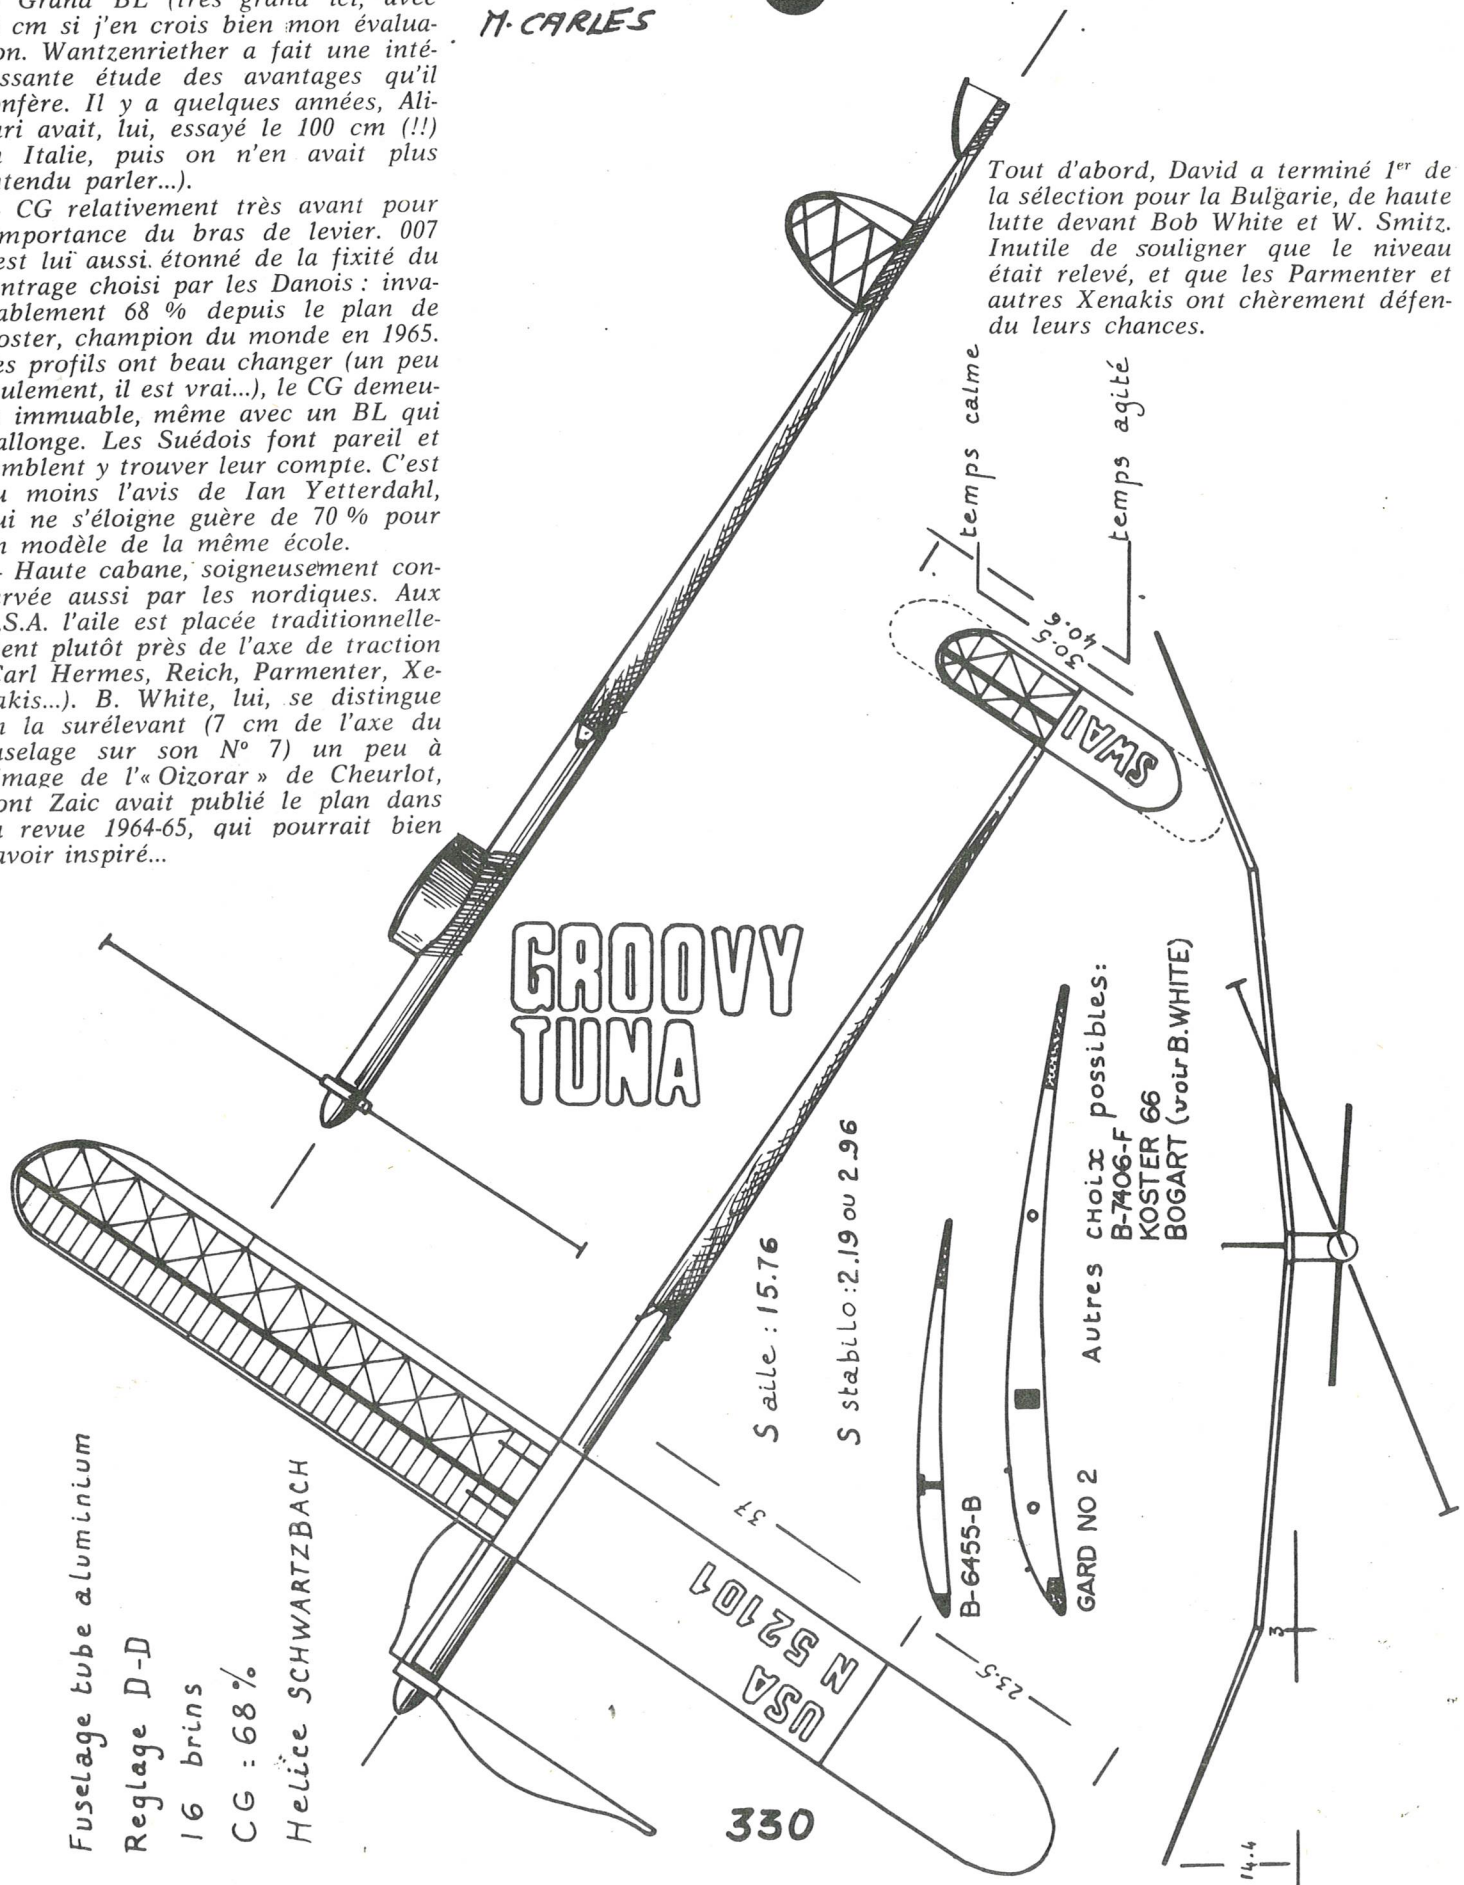 Grand BL (très grand ici, avec
cm si j'en crois bien mon évalua-
on. Wantzenriether a fait une inté-
ssante étude des avantages qu'il
nfère. Il y a quelques années, Ali-
ari avait, lui, essayé le 100 cm (!!)
Italie, puis on n'en avait plus
tendu parler...).
CG relativement très avant pour
importance du bras de levier. 007
est lui aussi étonné de la fixité du
ntrage choisi par les Danois : inva-
ablement 68 % depuis le plan de
oster, champion du monde en 1965.
es profils ont beau changer (un peu
ulement, il est vrai...), le CG demeu-
immuable, même avec un BL qui
allonge. Les Suédois font pareil et
mblent y trouver leur compte. C'est
u moins l'avis de Ian Yetterdahl,
ui ne s'éloigne guère de 70 % pour
n modèle de la même école.
- Haute cabane, soigneusement con-
rvée aussi par les nordiques. Aux
.S.A. l'aile est placée traditionnelle-
ent plutôt près de l'axe de traction
Carl Hermes, Reich, Parmenter, Xe-
akis...). B. White, lui, se distingue
n la surélevant (7 cm de l'axe du
uselage sur son Nº 7) un peu à
image de l'« Oizorar » de Cheurlot,
ont Zaic avait publié le plan dans
a revue 1964-65, qui pourrait bien
avoir inspiré...
M. CARLES
Tout d'abord, David a terminé 1er de
la sélection pour la Bulgarie, de haute
lutte devant Bob White et W. Smitz.
Inutile de souligner que le niveau
était relevé, et que les Parmenter et
autres Xenakis ont chèrement défen-
du leurs chances.
temps calme
temps agité
30.5
40.6
SWAI
GROOVY
TUNA
S aile : 15.76
S stabilo : 2.19 ou 2.96
Autres choix possibles:
B-7406-F
KOSTER 66
BOGART (voir B.WHITE)
B-6455-B
GARD NO 2
37
23.5
USA
N 52101
3
14.4
Fuselage tube aluminium
Reglage D-D
16 brins
CG : 68%
Helice SCHWARTZBACH
330